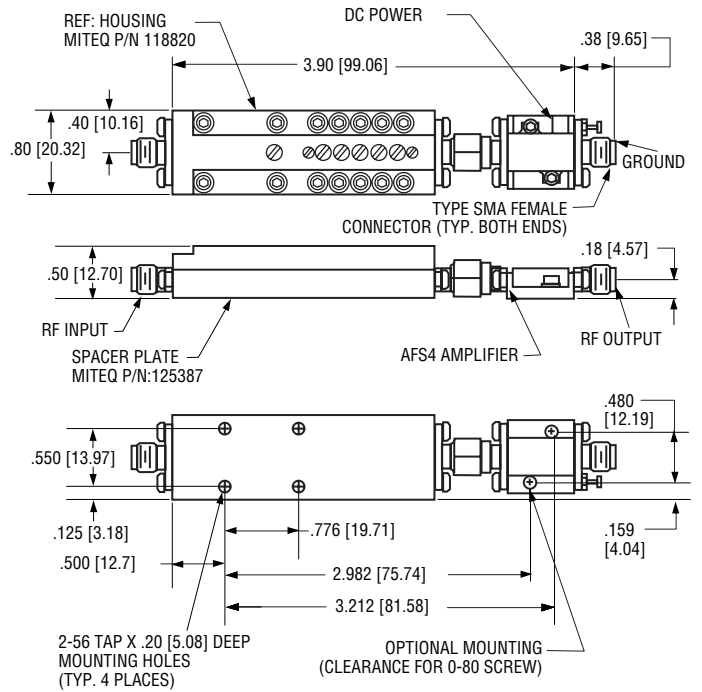 REF: HOUSING
MITEQ P/N 118820
DC POWER
.38 [9.65]
3.90 [99.06]
.40 [10.16]
.80 [20.32]
GROUND
TYPE SMA FEMALE
CONNECTOR (TYP. BOTH ENDS)
.50 [12.70]
.18 [4.57]
RF INPUT
RF OUTPUT
SPACER PLATE
MITEQ P/N:125387
AFS4 AMPLIFIER
.480
[12.19]
.550 [13.97]
.125 [3.18]
.776 [19.71]
.159
[4.04]
.500 [12.7]
2.982 [75.74]
3.212 [81.58]
2-56 TAP X .20 [5.08] DEEP
MOUNTING HOLES
(TYP. 4 PLACES)
OPTIONAL MOUNTING
(CLEARANCE FOR 0-80 SCREW)